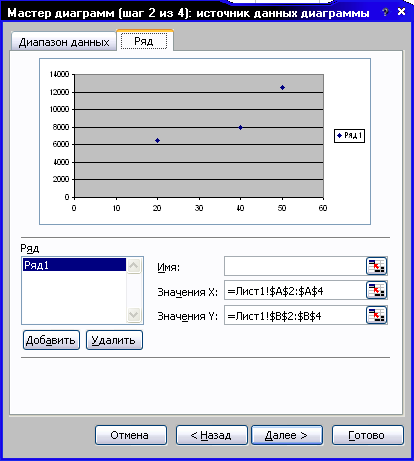 Мастер диаграмм (шаг 2 из 4): источник данных диаграммы
Диапазон данных Ряд
14000
12000
10000
8000
6000
4000
2000
0
0 10 20 30 40 50 60
Ряд1
Ряд
Ряд1
Имя:
Значения X: =Лист1!$A$2:$A$4
Значения Y: =Лист1!$B$2:$B$4
Добавить Удалить
Отмена < Назад Далее > Готово